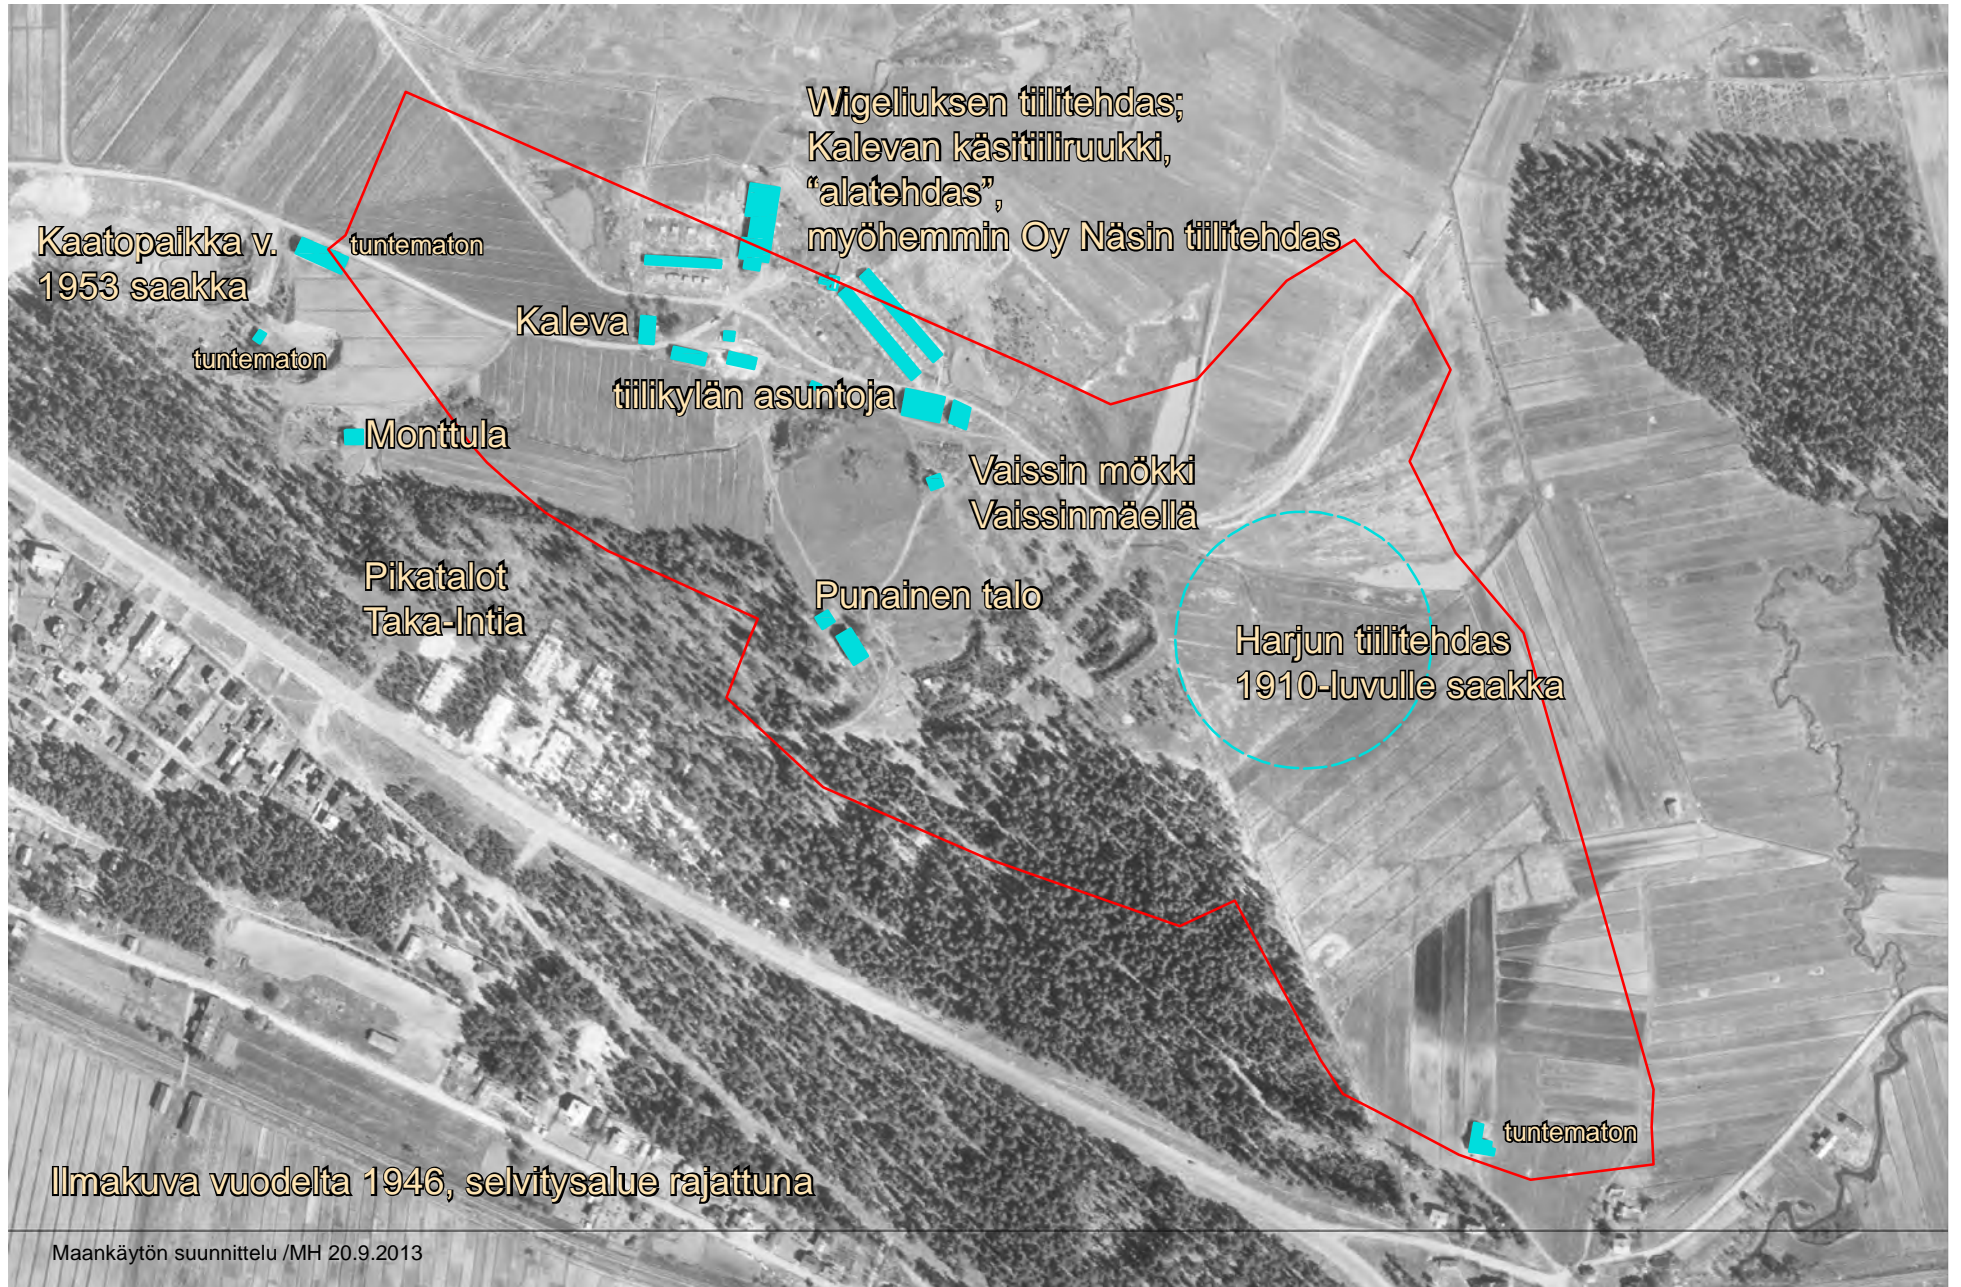 Wigeliuksen tiilitehdas;
Kalevan käsitiiliruukki,
“alatehdas”,
myöhemmin Oy Näsin tiilitehdas
Kaatopaikka v.
1953 saakka
tuntematon
tuntematon
Kaleva
tiilikylän asuntoja
Monttula
Vaissin mökki
Vaissinmäellä
Pikatalot
Taka-Intia
Punainen talo
Harjun tiilitehdas
1910-luvulle saakka
tuntematon
Ilmakuva vuodelta 1946, selvitysalue rajattuna
Maankäytön suunnittelu /MH 20.9.2013